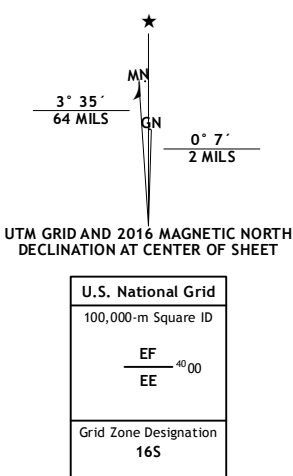 ★
MN
3° 35´
64 MILS
GN
0° 7´
2 MILS
UTM GRID AND 2016 MAGNETIC NORTH
DECLINATION AT CENTER OF SHEET
U.S. National Grid
100,000-m Square ID
EF
4000
EE
Grid Zone Designation
16S